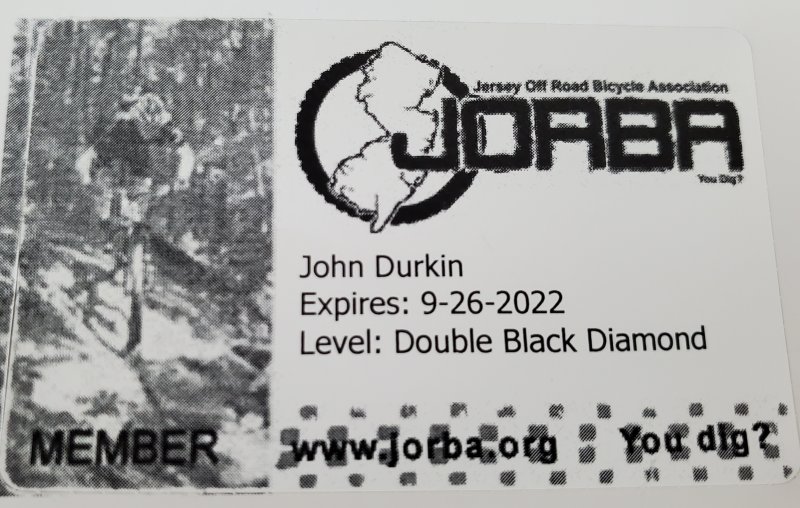 Jersey Off Road Bicycle Association
JORBA
You Dig?
John Durkin
Expires: 9-26-2022
Level: Double Black Diamond
MEMBER
www.jorba.org
You dig?